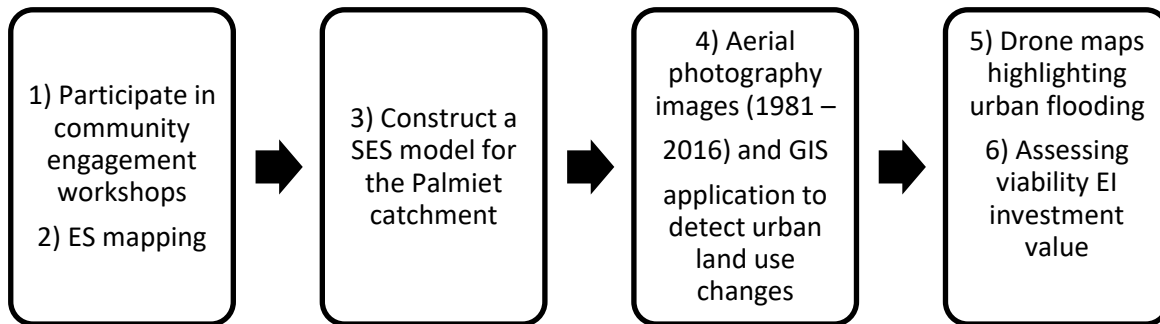 1) Participate in
community
engagement
workshops
2) ES mapping
3) Construct a
SES model for
the Palmiet
catchment
4) Aerial
photography
images (1981 –
2016) and GIS
application to
detect urban
land use
changes
5) Drone maps
highlighting
urban flooding
6) Assessing
viability EI
investment
value